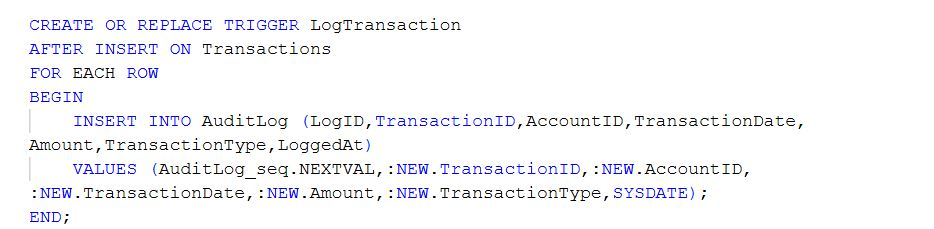 CREATE OR REPLACE TRIGGER LogTransaction
AFTER INSERT ON Transactions
FOR EACH ROW
BEGIN
INSERT INTO AuditLog (LogID,TransactionID,AccountID,TransactionDate,
Amount,TransactionType,LoggedAt)
VALUES (AuditLog_seq.NEXTVAL,:NEW.TransactionID,:NEW.AccountID,
:NEW.TransactionDate,:NEW.Amount,:NEW.TransactionType,SYSDATE);
END;